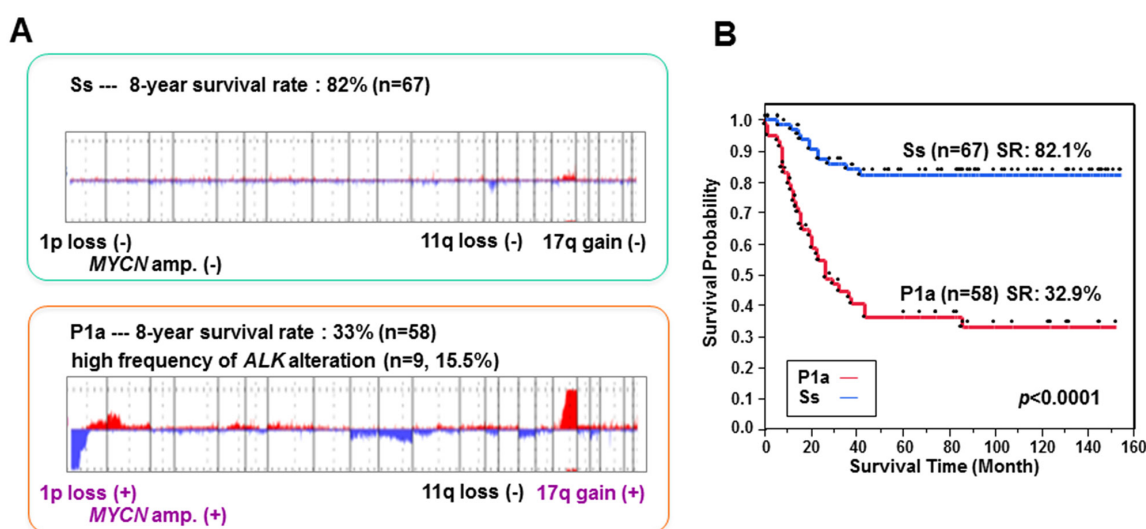 A
Ss --- 8-year survival rate : 82% (n=67)
1p loss (-)
11q loss (-)
17q gain (-)
MYCN amp. (-)
P1a --- 8-year survival rate : 33% (n=58)
high frequency of ALK alteration (n=9, 15.5%)
1p loss (+)
11q loss (-)
17q gain (+)
MYCN amp. (+)
B
Survival Probability
1.0
0.9
0.8
0.7
0.6
0.5
0.4
0.3
0.2
0.1
0.0
Ss (n=67) SR: 82.1%
P1a (n=58) SR: 32.9%
P1a
Ss
p<0.0001
0 20 40 60 80 100 120 140 160
Survival Time (Month)